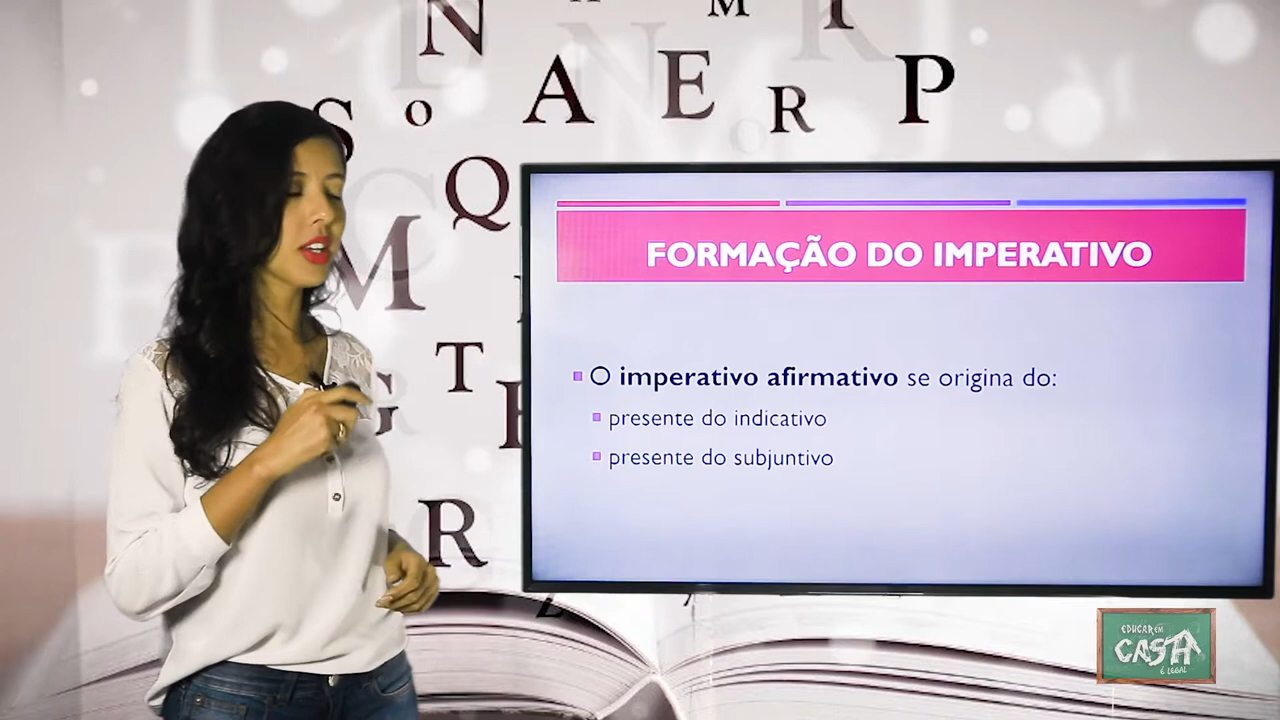 N A M I
S O A E R P
Q
M
T
G E
R
FORMAÇÃO DO IMPERATIVO
O imperativo afirmativo se origina do:
presente do indicativo
presente do subjuntivo
EDUCAR EM
CASA
É LEGAL